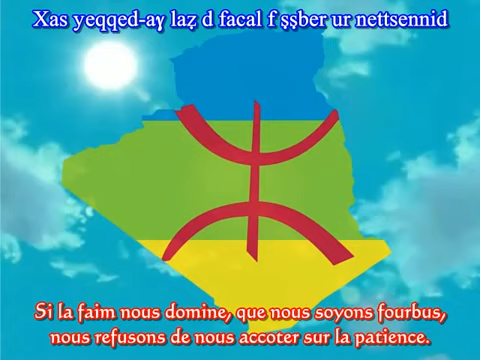 Xas yeqqed-aɣ laẓ d facal f ṣṣber ur nettsennid
Si la faim nous domine, que nous soyons fourbus,
nous refusons de nous accoter sur la patience.